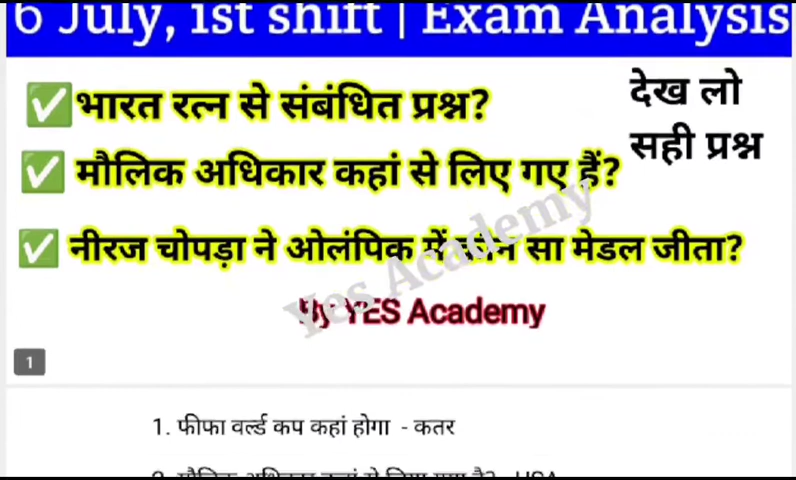 6 July, 1st shift | Exam Analysis
✅भारत रत्न से संबंधित प्रश्न?
देख लो
सही प्रश्न
✅ मौलिक अधिकार कहां से लिए गए हैं?
✅ नीरज चोपड़ा ने ओलंपिक में कौन सा मेडल जीता?
Yes Academy
By YES Academy
1
1. फीफा वर्ल्ड कप कहां होगा - कतर